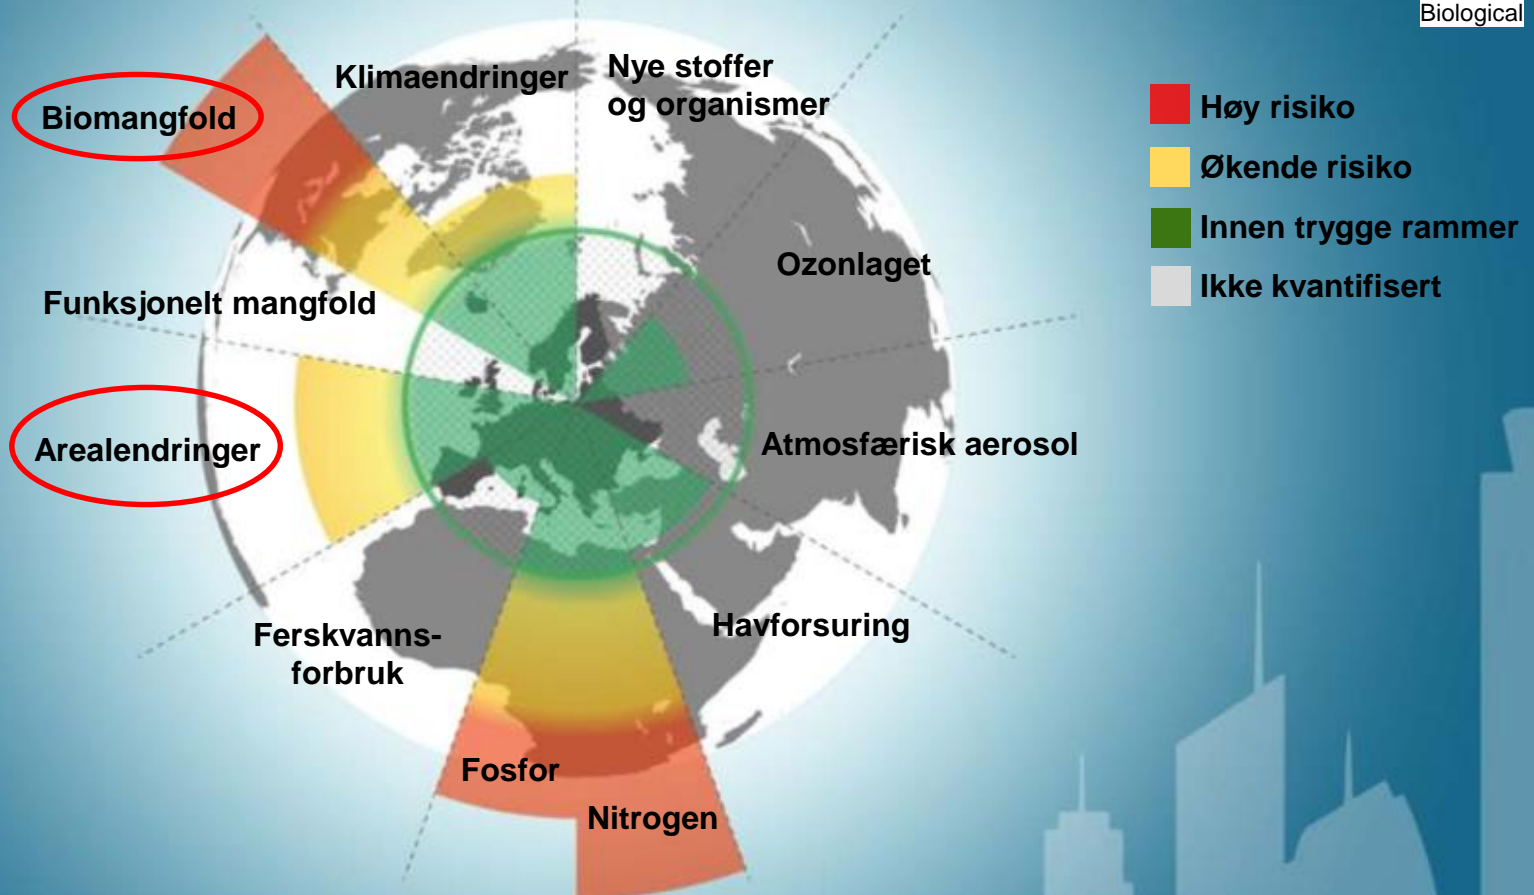 Biological
Klimaendringer
Nye stoffer
og organismer
Biomangfold
Høy risiko
Økende risiko
Innen trygge rammer
Ikke kvantifisert
Ozonlaget
Funksjonelt mangfold
Arealendringer
Atmosfærisk aerosol
Ferskvanns-
forbruk
Havforsuring
Fosfor
Nitrogen